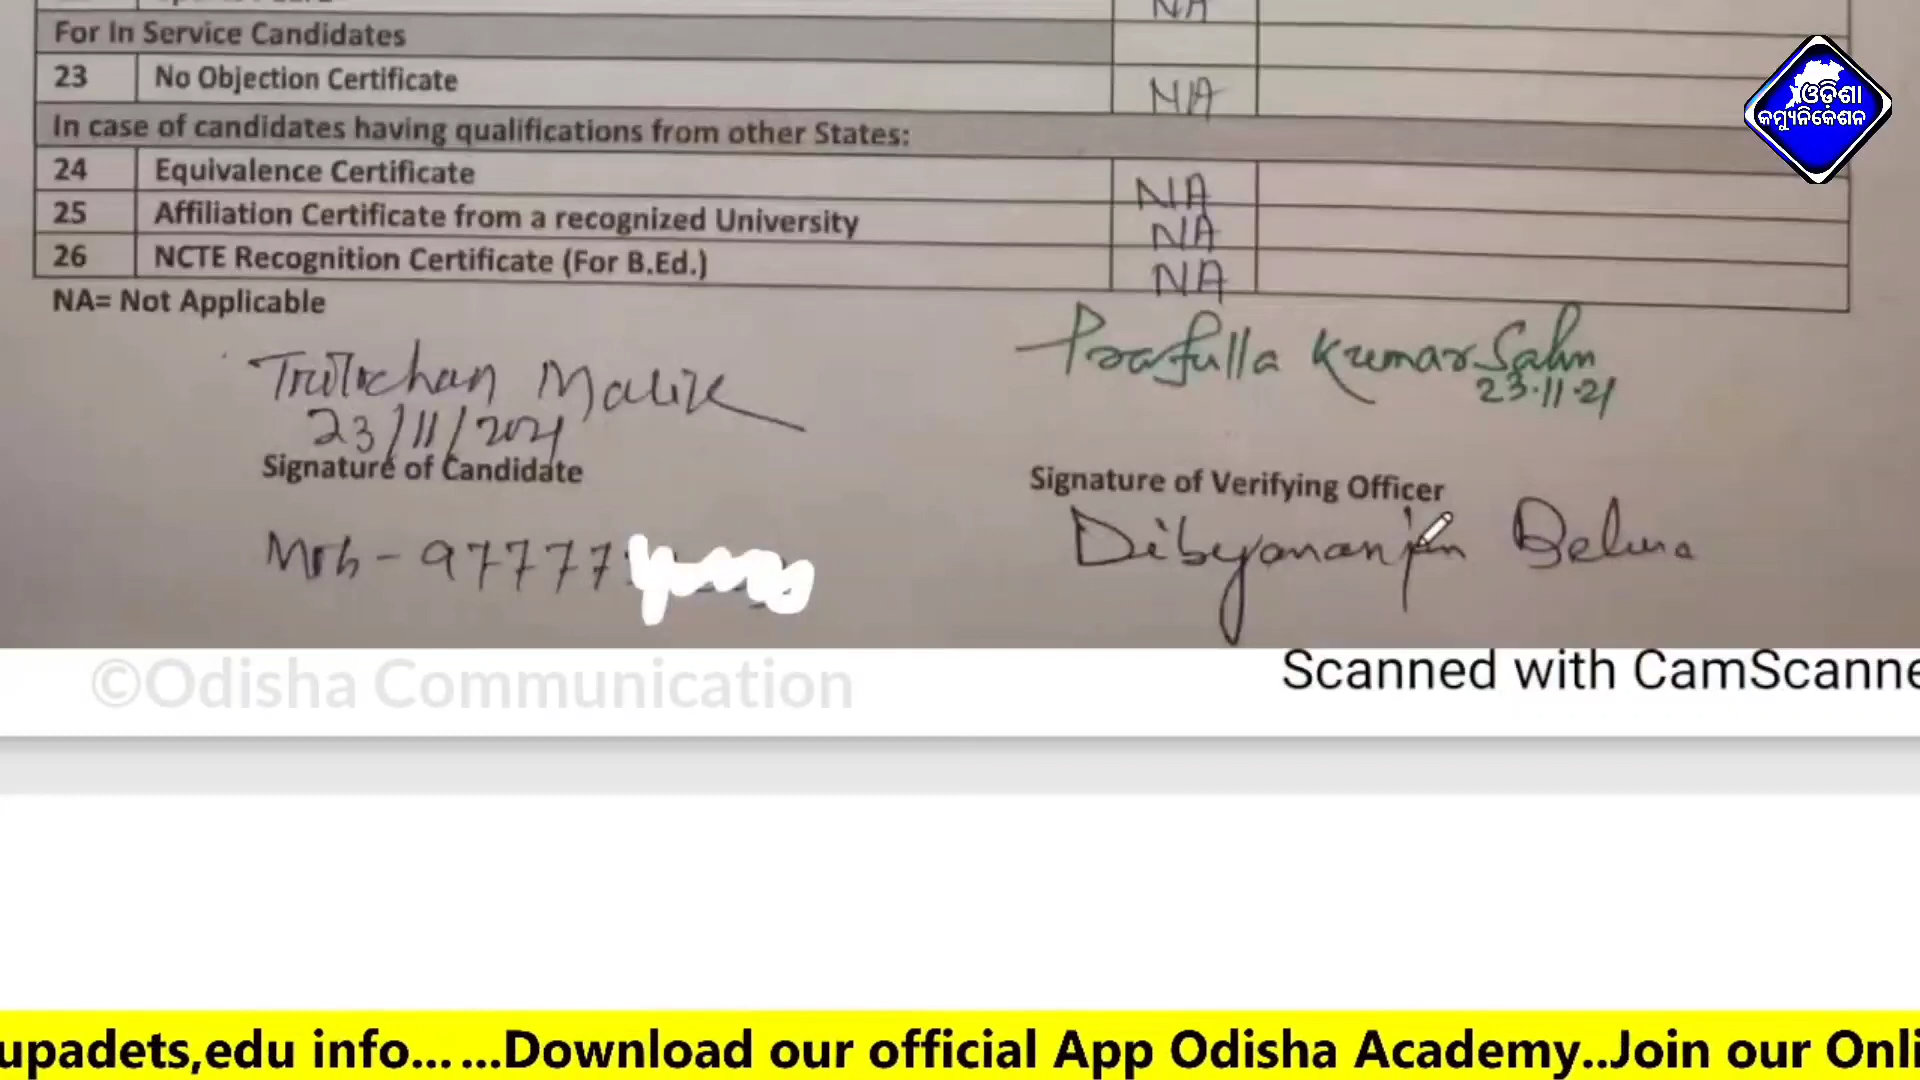 NA
For In Service Candidates
23 No Objection Certificate NA
In case of candidates having qualifications from other States:
24 Equivalence Certificate NA
25 Affiliation Certificate from a recognized University NA
26 NCTE Recognition Certificate (For B.Ed.) NA
NA= Not Applicable
Trilochan Malik
23/11/2021
Signature of Candidate
Mob - 97777
Prafulla Kumar Sahu
23.11.21
Signature of Verifying Officer
Dibyananjan Behera
ଓଡ଼ିଶା
କମ୍ୟୁନିକେଶନ
©Odisha Communication
Scanned with CamScanne
upadets,edu info... ...Download our official App Odisha Academy..Join our Onli